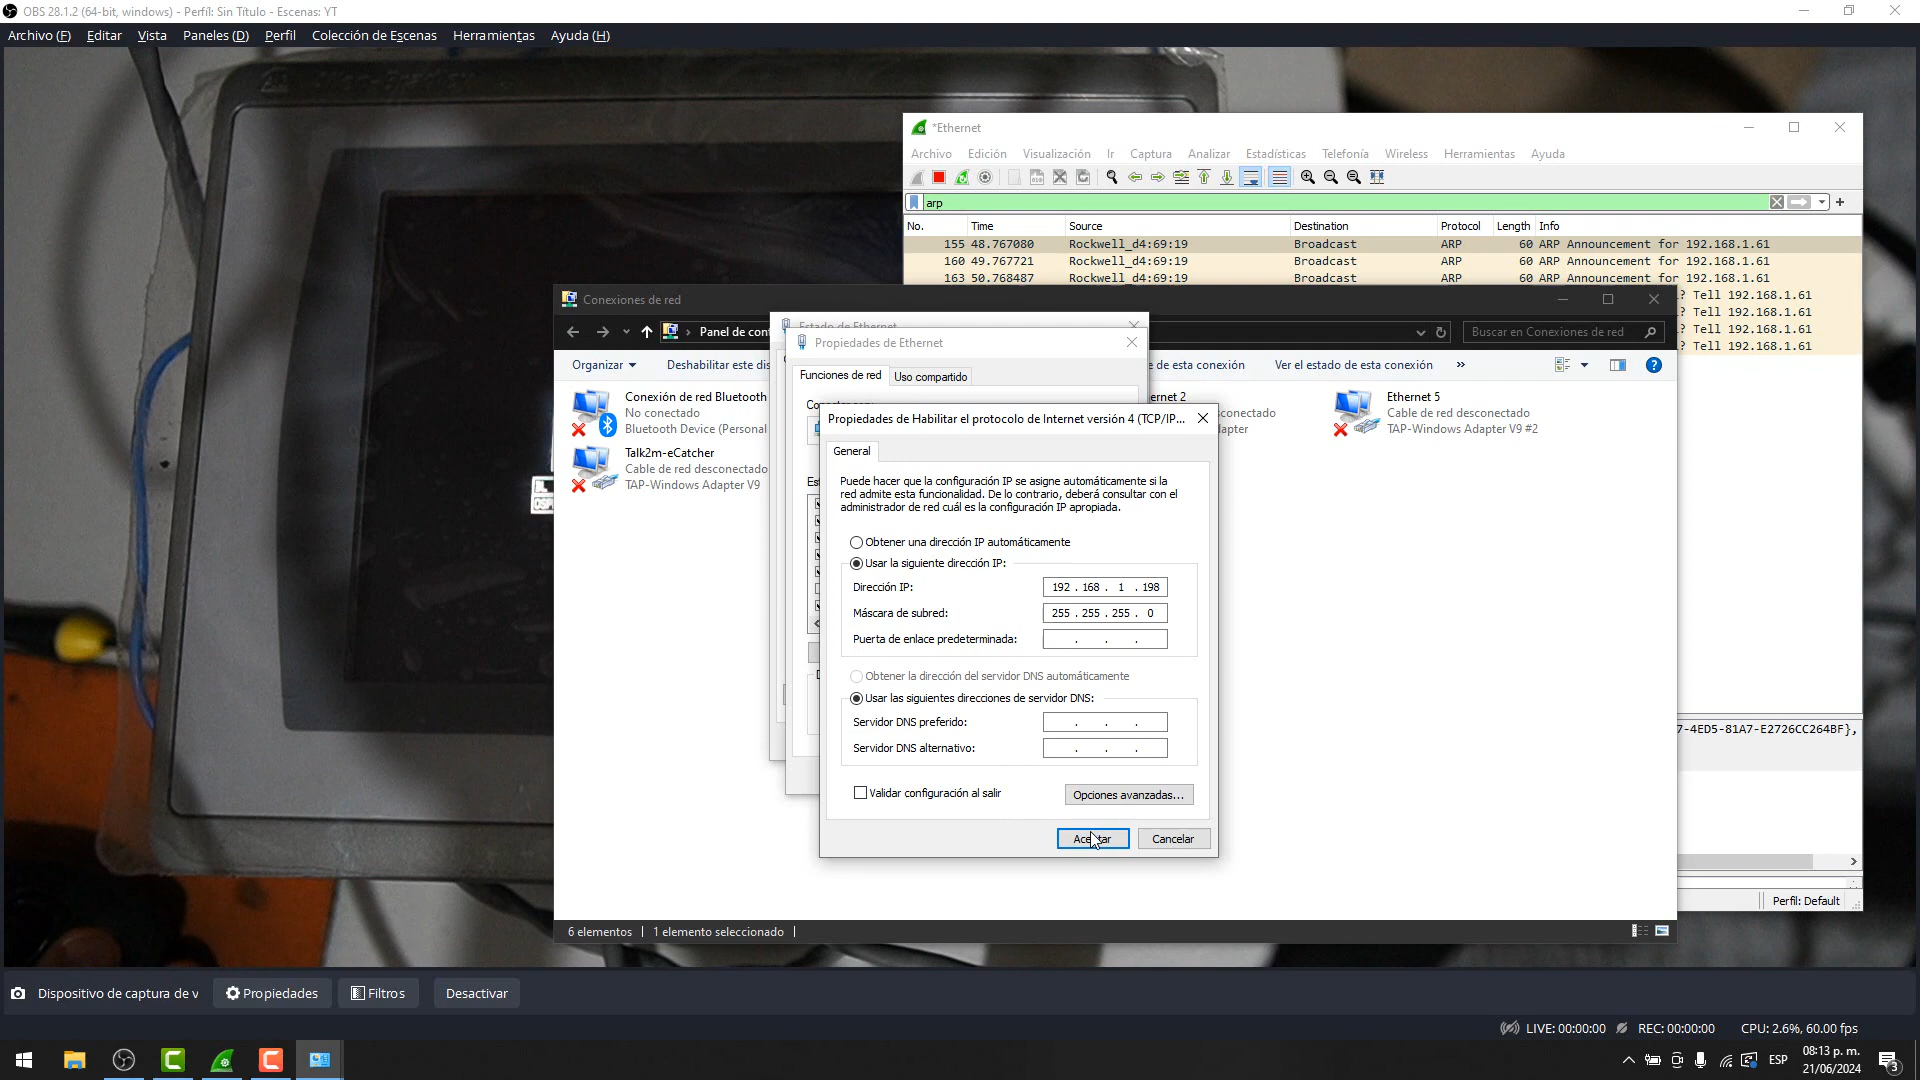 OBS 28.1.2 (64-bit, windows) - Perfil: Sin Título - Escenas: YT
Archivo (F) Editar Vista Paneles (D) Perfil Colección de Escenas Herramientas Ayuda (H)
*Ethernet
Archivo Edición Visualización Ir Captura Analizar Estadísticas Telefonía Wireless Herramientas Ayuda
arp
No. Time Source Destination Protocol Length Info
155 48.767080 Rockwell_d4:69:19 Broadcast ARP 60 ARP Announcement for 192.168.1.61
160 49.767721 Rockwell_d4:69:19 Broadcast ARP 60 ARP Announcement for 192.168.1.61
163 50.768487 Rockwell_d4:69:19 Broadcast ARP 60 ARP Announcement for 192.168.1.61
? Tell 192.168.1.61
? Tell 192.168.1.61
? Tell 192.168.1.61
7-4ED5-81A7-E2726CC264BF},
Perfil: Default
Conexiones de red
Panel de con
Buscar en Conexiones de red
Organizar Deshabilitar este dis
e de esta conexión Ver el estado de esta conexión »
Conexión de red Bluetooth
No conectado
Bluetooth Device (Personal
Talk2m-eCatcher
Cable de red desconectado
TAP-Windows Adapter V9
ernet 2
conectado
dapter
Ethernet 5
Cable de red desconectado
TAP-Windows Adapter V9 #2
6 elementos 1 elemento seleccionado
Estado de Ethernet
Propiedades de Ethernet
Funciones de red Uso compartido
Propiedades de Habilitar el protocolo de Internet versión 4 (TCP/IP...
General
Puede hacer que la configuración IP se asigne automáticamente si la
red admite esta funcionalidad. De lo contrario, deberá consultar con el
administrador de red cuál es la configuración IP apropiada.
Obtener una dirección IP automáticamente
Usar la siguiente dirección IP:
Dirección IP: 192 . 168 . 1 . 198
Máscara de subred: 255 . 255 . 255 . 0
Puerta de enlace predeterminada: . . .
Obtener la dirección del servidor DNS automáticamente
Usar las siguientes direcciones de servidor DNS:
Servidor DNS preferido: . . .
Servidor DNS alternativo: . . .
Validar configuración al salir Opciones avanzadas...
Aceptar Cancelar
Dispositivo de captura de v Propiedades Filtros Desactivar
LIVE: 00:00:00 REC: 00:00:00 CPU: 2.6%, 60.00 fps
ESP
08:13 p. m.
21/06/2024
3